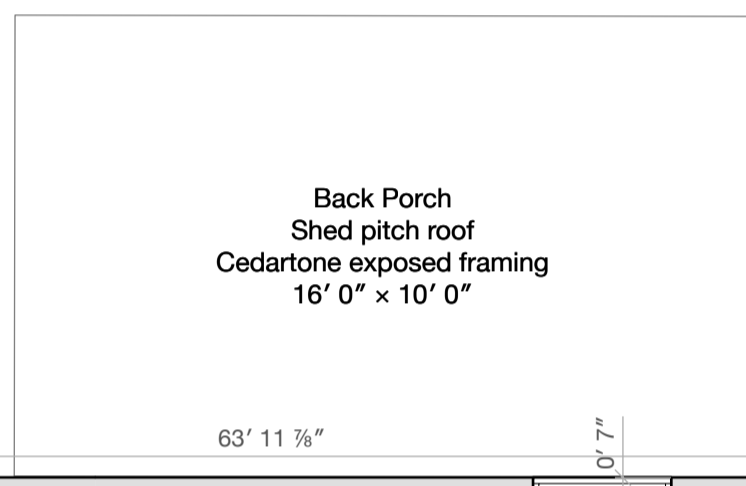 Back Porch
Shed pitch roof
Cedartone exposed framing
16′ 0″ × 10′ 0″
63′ 11 ⅞″
0′ 7″